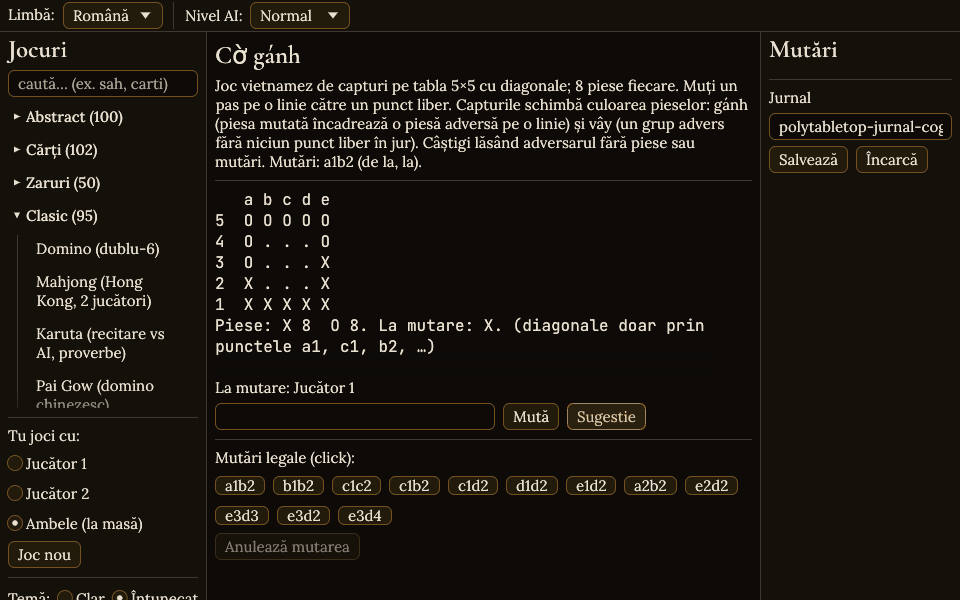 Limbă: Română ▼ Nivel AI: Normal ▼
Jocuri
caută... (ex. sah, carti)
▸ Abstract (100)
▸ Cărți (102)
▸ Zaruri (50)
▾ Clasic (95)
Domino (dublu-6)
Mahjong (Hong
Kong, 2 jucători)
Karuta (recitare vs
AI, proverbe)
Pai Gow (domino
chinezesc)
Tu joci cu:
Jucător 1
Jucător 2
Ambele (la masă)
Joc nou
Temă: Clar Întunecat
Cờ gánh
Joc vietnamez de capturi pe tabla 5×5 cu diagonale; 8 piese fiecare. Muți un
pas pe o linie către un punct liber. Capturile schimbă culoarea pieselor: gánh
(piesa mutată încadrează o piesă adversă pe o linie) și vây (un grup advers
fără niciun punct liber în jur). Câștigi lăsând adversarul fără piese sau
mutări. Mutări: a1b2 (de la, la).
a b c d e
5 O O O O O
4 O . . . O
3 O . . . X
2 X . . . X
1 X X X X X
Piese: X 8 O 8. La mutare: X. (diagonale doar prin
punctele a1, c1, b2, …)
La mutare: Jucător 1
Mută Sugestie
Mutări legale (click):
a1b2 b1b2 c1c2 c1b2 c1d2 d1d2 e1d2 a2b2 e2d2
e3d3 e3d2 e3d4
Anulează mutarea
Mutări
Jurnal
polytabletop-jurnal-cog
Salvează Încarcă